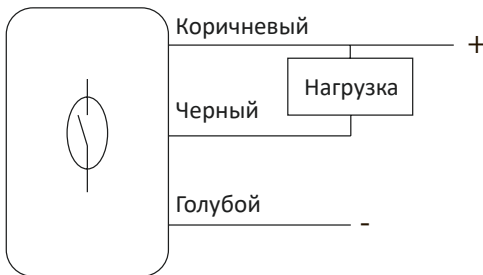 Коричневый
+
Нагрузка
Черный
Голубой
-